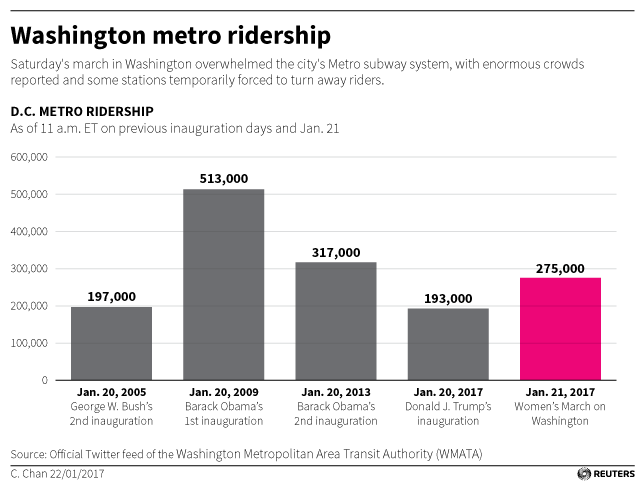 Washington metro ridership
Saturday's march in Washington overwhelmed the city's Metro subway system, with enormous crowds
reported and some stations temporarily forced to turn away riders.
D.C. METRO RIDERSHIP
As of 11 a.m. ET on previous inauguration days and Jan. 21
600,000
500,000
400,000
300,000
200,000
100,000
0
197,000
513,000
317,000
193,000
275,000
Jan. 20, 2005
George W. Bush's
2nd inauguration
Jan. 20, 2009
Barack Obama's
1st inauguration
Jan. 20, 2013
Barack Obama's
2nd inauguration
Jan. 20, 2017
Donald J. Trump's
inauguration
Jan. 21, 2017
Women's March on
Washington
Source: Official Twitter feed of the Washington Metropolitan Area Transit Authority (WMATA)
C. Chan 22/01/2017
REUTERS